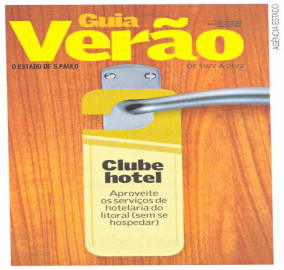 Guia
Verão
O ESTADO DE S.PAULO
DE 19/2 A 25/2
Clube
hotel
Aproveite
os serviços de
hotelaria do
litoral (sem se
hospedar)
AGÊNCIA ESTADO